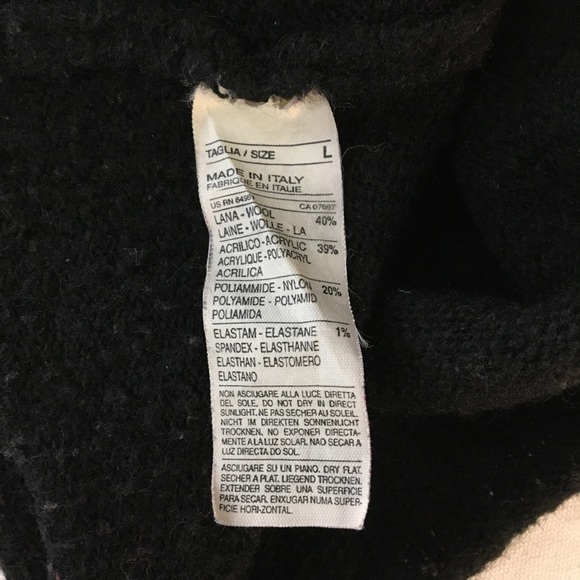 TAGLIA / SIZE L
MADE IN ITALY
FABRIQUE EN ITALIE
US RN CA 07697
LANA - WOOL 40%
LAINE - WOLLE - LA
ACRILICO - ACRYLIC 39%
ACRYLIQUE - POLYACRYL
ACRILICA
POLIAMMIDE - NYLON 20%
POLYAMIDE - POLYAMID
POLIAMIDA
ELASTAM - ELASTANE 1%
SPANDEX - ELASTHANNE
ELASTHAN - ELASTOMERO
ELASTANO
NON ASCIUGARE ALLA LUCE DIRETTA
DEL SOLE. DO NOT DRY IN DIRECT
SUNLIGHT. NE PAS SECHER AU SOLEIL.
NICHT IM DIREKTEN SONNENLICHT
TROCKNEN. NO EXPONER DIRECTA-
MENTE A LA LUZ SOLAR. NAO SECAR A
LUZ DIRECTA DO SOL.
ASCIUGARE SU UN PIANO. DRY FLAT.
SECHER A PLAT. LIEGEND TROCKNEN.
EXTENDER SOBRE UNA SUPERFICIE
PARA SECAR. ENXUGAR NUMA SUPER-
FICIE HORI-ZONTAL.